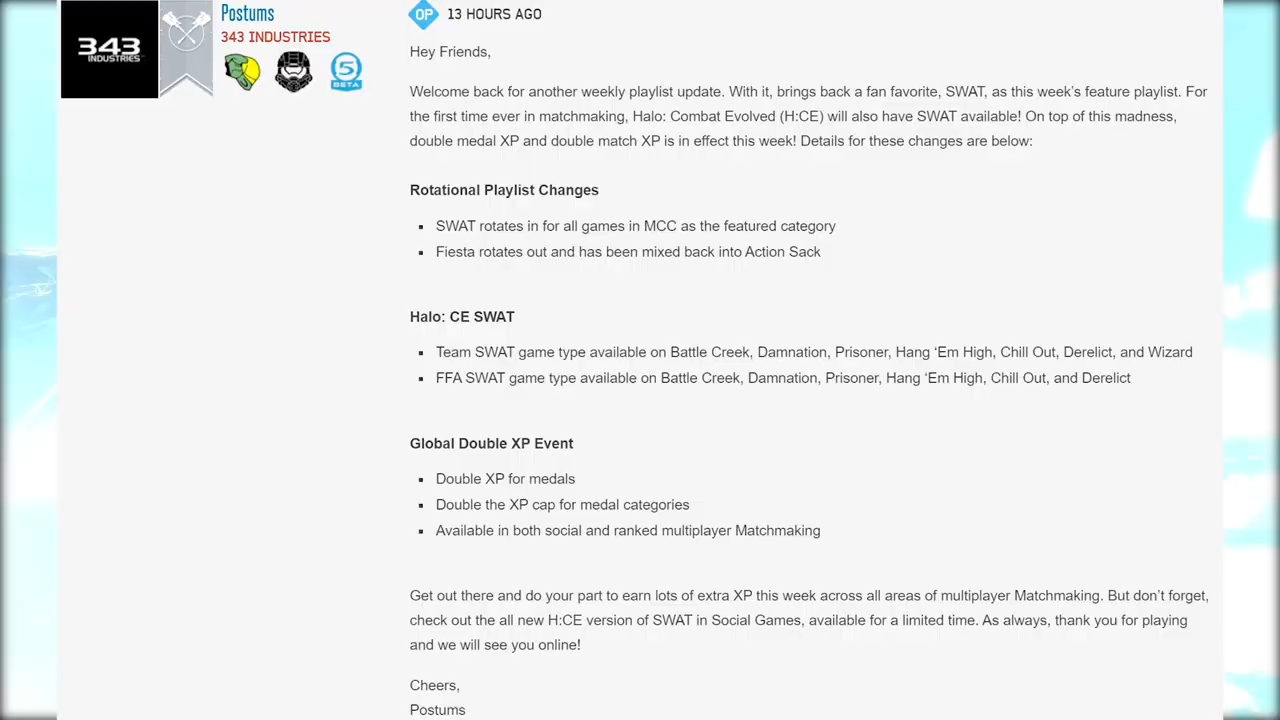 343
INDUSTRIES
Postums
343 INDUSTRIES
5
BETA
OP 13 HOURS AGO
Hey Friends,
Welcome back for another weekly playlist update. With it, brings back a fan favorite, SWAT, as this week's feature playlist. For
the first time ever in matchmaking, Halo: Combat Evolved (H:CE) will also have SWAT available! On top of this madness,
double medal XP and double match XP is in effect this week! Details for these changes are below:
Rotational Playlist Changes
▪ SWAT rotates in for all games in MCC as the featured category
▪ Fiesta rotates out and has been mixed back into Action Sack
Halo: CE SWAT
▪ Team SWAT game type available on Battle Creek, Damnation, Prisoner, Hang ‘Em High, Chill Out, Derelict, and Wizard
▪ FFA SWAT game type available on Battle Creek, Damnation, Prisoner, Hang ‘Em High, Chill Out, and Derelict
Global Double XP Event
▪ Double XP for medals
▪ Double the XP cap for medal categories
▪ Available in both social and ranked multiplayer Matchmaking
Get out there and do your part to earn lots of extra XP this week across all areas of multiplayer Matchmaking. But don’t forget,
check out the all new H:CE version of SWAT in Social Games, available for a limited time. As always, thank you for playing
and we will see you online!
Cheers,
Postums